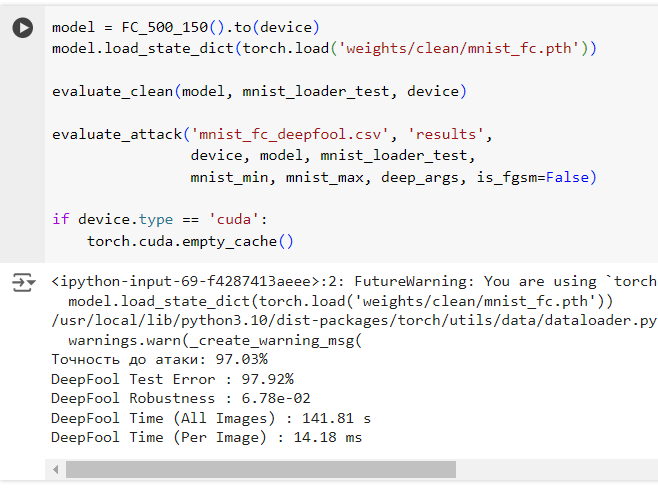 model = FC_500_150().to(device)
model.load_state_dict(torch.load('weights/clean/mnist_fc.pth'))
evaluate_clean(model, mnist_loader_test, device)
evaluate_attack('mnist_fc_deepfool.csv', 'results',
device, model, mnist_loader_test,
mnist_min, mnist_max, deep_args, is_fgsm=False)
if device.type == 'cuda':
torch.cuda.empty_cache()
<ipython-input-69-f4287413aeee>:2: FutureWarning: You are using `torch
model.load_state_dict(torch.load('weights/clean/mnist_fc.pth'))
/usr/local/lib/python3.10/dist-packages/torch/utils/data/dataloader.py
warnings.warn(_create_warning_msg(
Точность до атаки: 97.03%
DeepFool Test Error : 97.92%
DeepFool Robustness : 6.78e-02
DeepFool Time (All Images) : 141.81 s
DeepFool Time (Per Image) : 14.18 ms